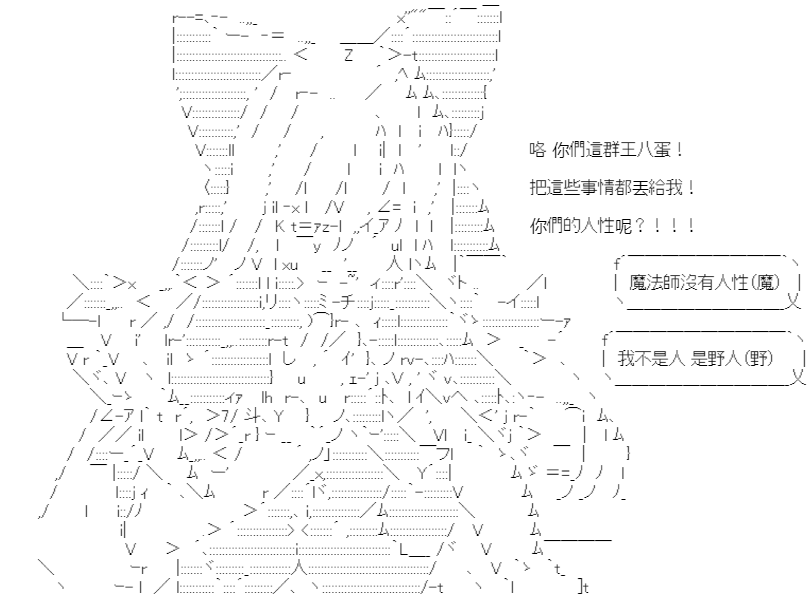 咯 你們這群王八蛋！
把這些事情都丟給我！
你們的人性呢？！！！
魔法師沒有人性(魔)
我不是人 是野人(野)